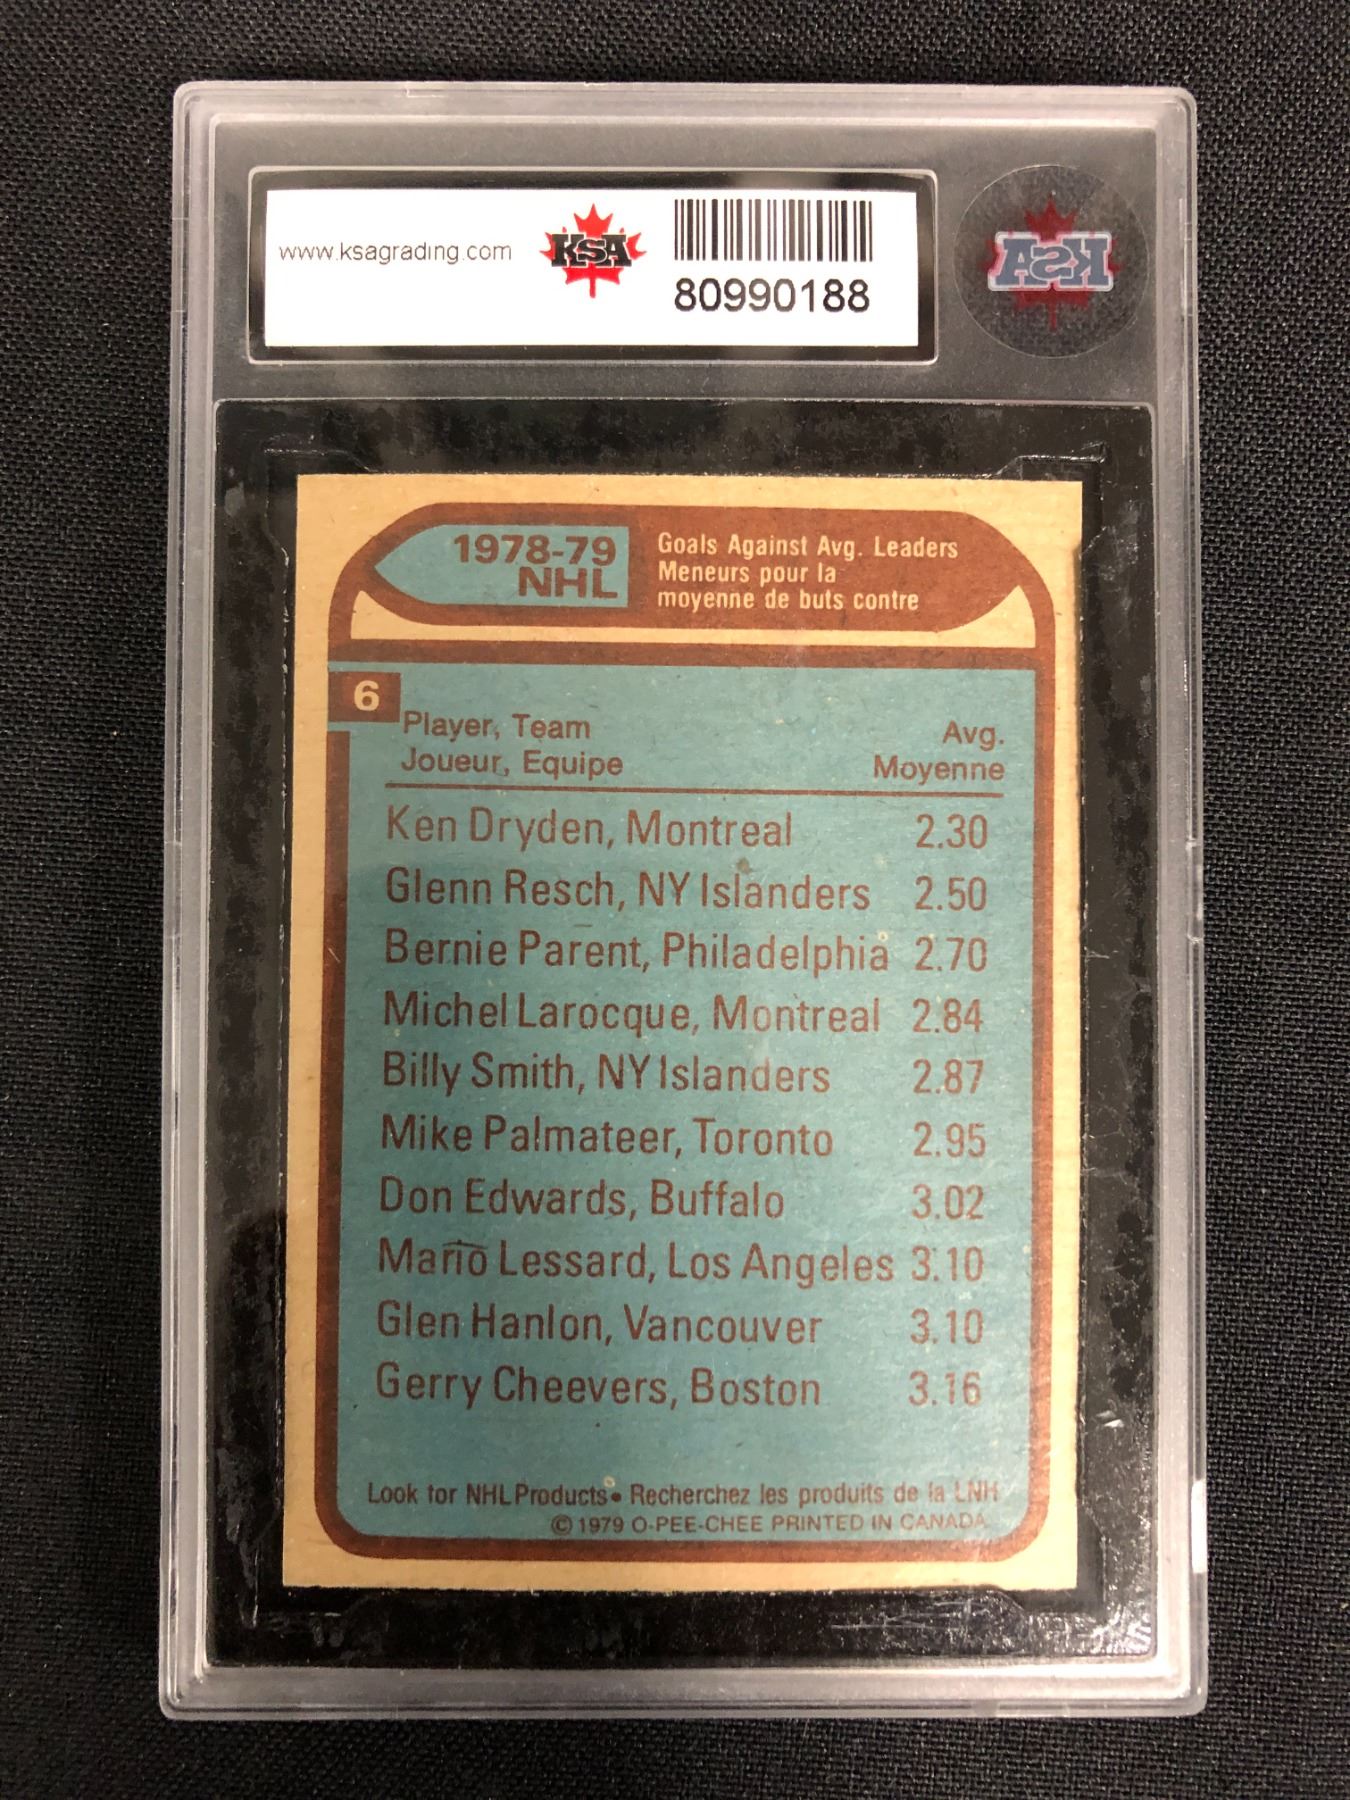 www.ksagrading.com
KSA
80990188
KSA
1978-79
NHL
Goals Against Avg. Leaders
Meneurs pour la
moyenne de buts contre
6
Player, Team Avg.
Joueur, Equipe Moyenne
Ken Dryden, Montreal 2.30
Glenn Resch, NY Islanders 2.50
Bernie Parent, Philadelphia 2.70
Michel Larocque, Montreal 2.84
Billy Smith, NY Islanders 2.87
Mike Palmateer, Toronto 2.95
Don Edwards, Buffalo 3.02
Mario Lessard, Los Angeles 3.10
Glen Hanlon, Vancouver 3.10
Gerry Cheevers, Boston 3.16
Look for NHL Products • Recherchez les produits de la LNH
© 1979 O-PEE-CHEE PRINTED IN CANADA